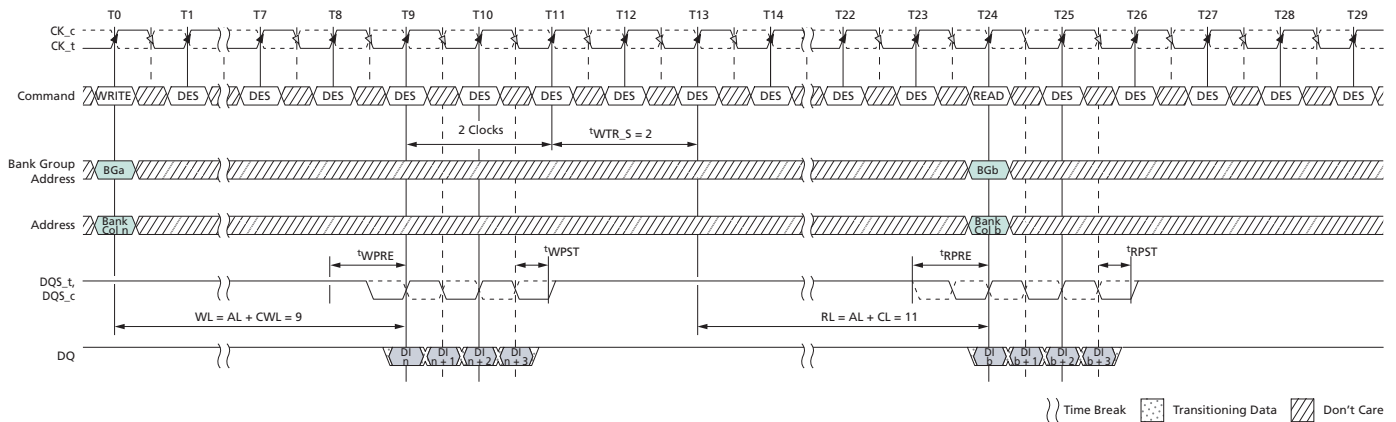 T0 T1 T7 T8 T9 T10 T11 T12 T13 T14 T22 T23 T24 T25 T26 T27 T28 T29
CK_c
CK_t
Command WRITE DES DES DES DES DES DES DES DES DES DES DES READ DES DES DES DES DES
2 Clocks tWTR_S = 2
Bank Group
Address
BGa BGb
Address
Bank
Col n
Bank
Col b
tWPRE tWPST tRPRE tRPST
DQS_t,
DQS_c
WL = AL + CWL = 9 RL = AL + CL = 11
DQ
DI
n
DI
n + 1
DI
n + 2
DI
n + 3
DI
b
DI
b + 1
DI
b + 2
DI
b + 3
Time Break Transitioning Data Don't Care